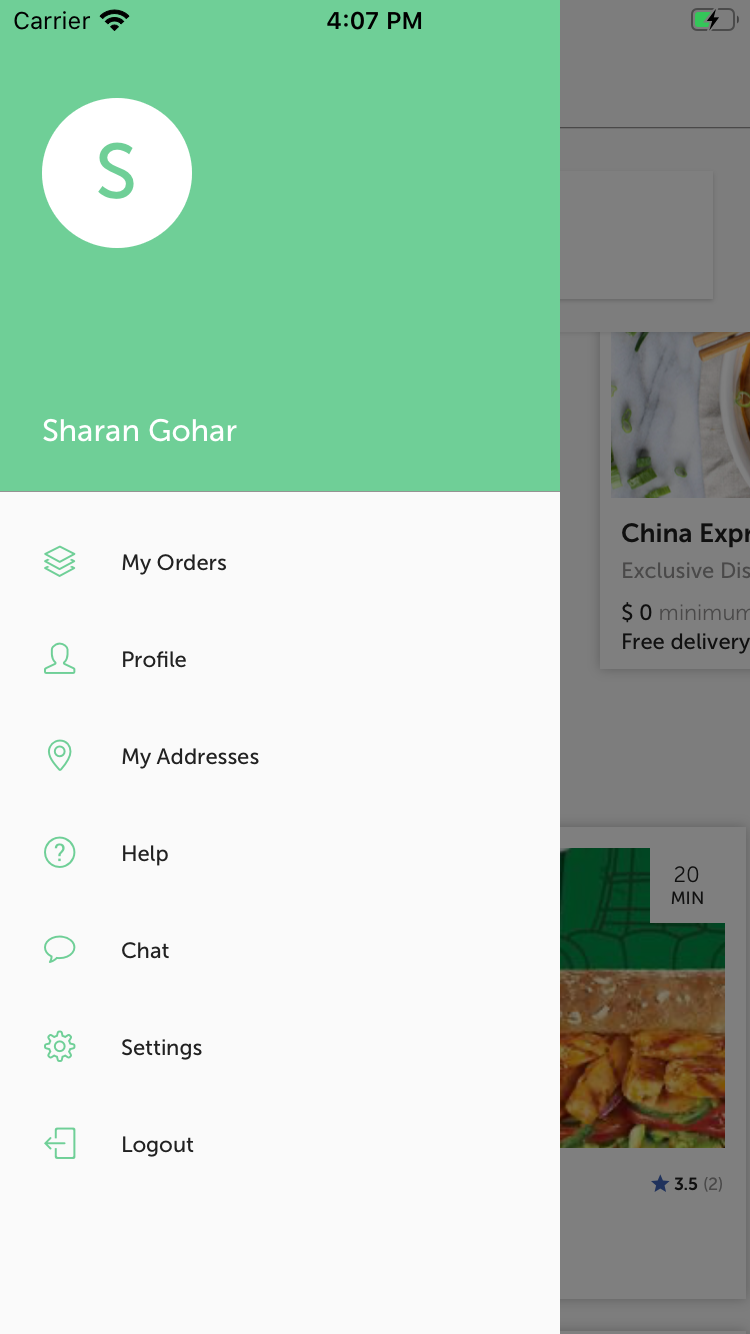 Carrier 4:07 PM
S
Sharan Gohar
My Orders
Profile
My Addresses
Help
Chat
Settings
Logout
China Expr
Exclusive Dis
$ 0 minimum
Free delivery
20
MIN
3.5 (2)